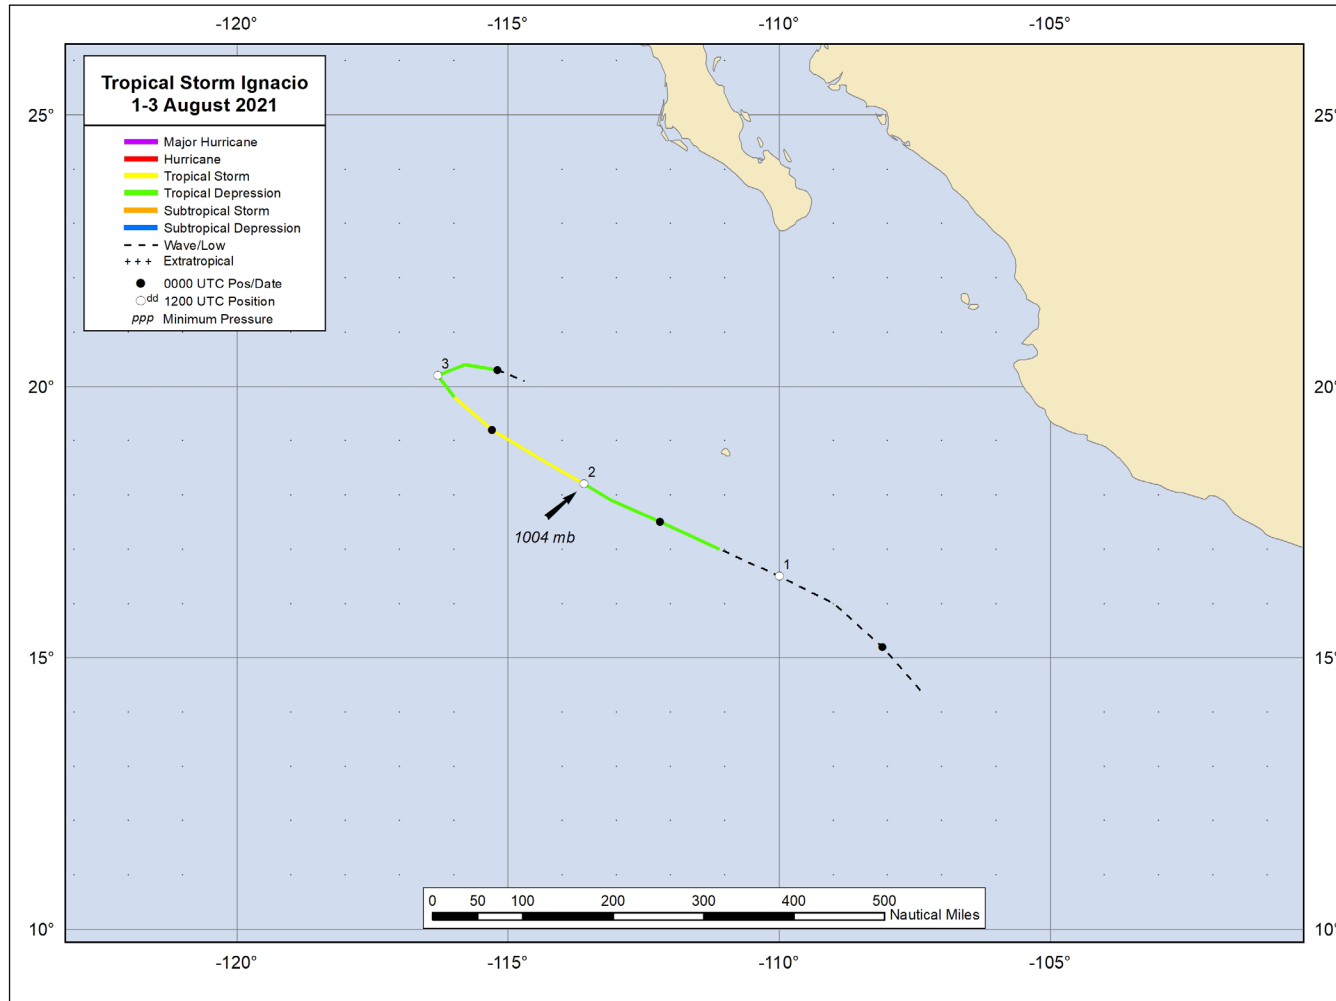 -120° -115° -110° -105°
Tropical Storm Ignacio
1-3 August 2021
Major Hurricane
Hurricane
Tropical Storm
Tropical Depression
Subtropical Storm
Subtropical Depression
Wave/Low
+++ Extratropical
0000 UTC Pos/Date
dd 1200 UTC Position
ppp Minimum Pressure
25° 25°
3
20° 20°
2
1004 mb
1
15° 15°
0 50 100 200 300 400 500
Nautical Miles
10° 10°
-120° -115° -110° -105°